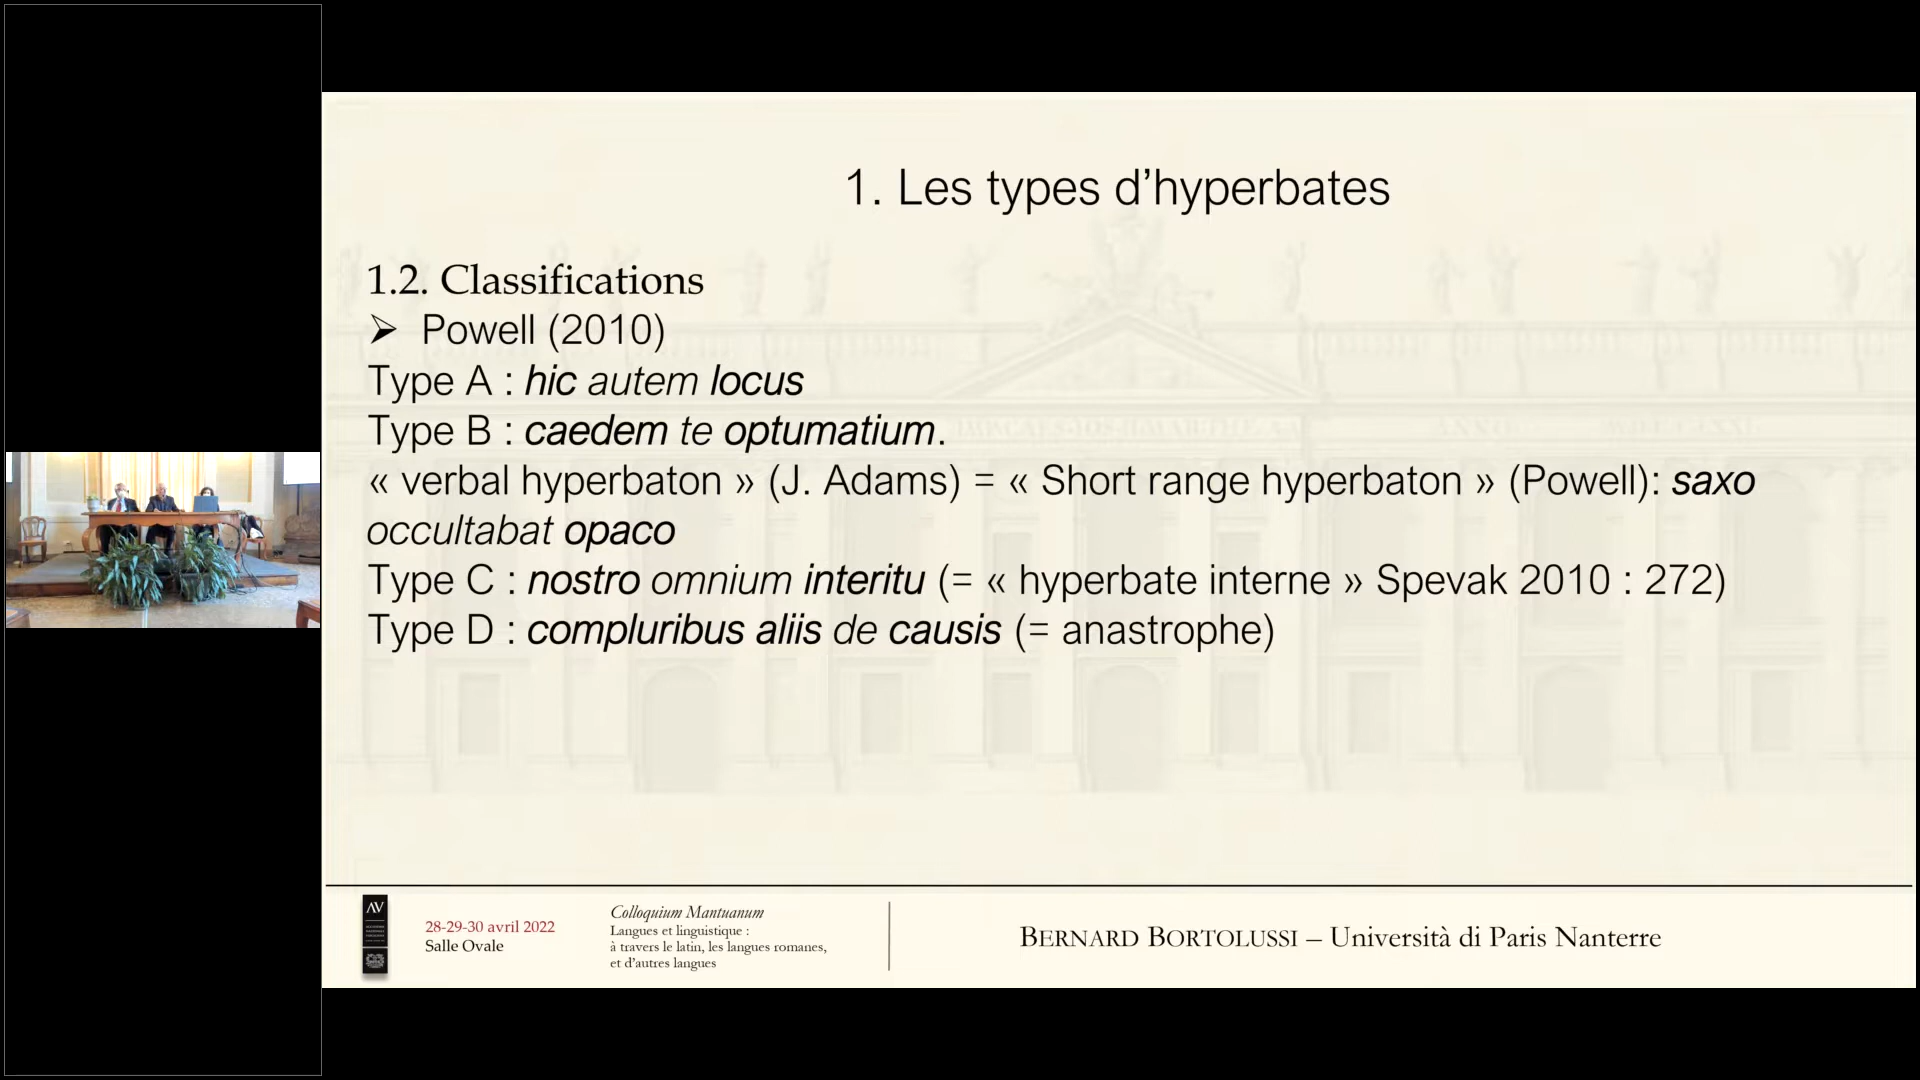 1. Les types d’hyperbates
1.2. Classifications
➢ Powell (2010)
Type A : hic autem locus
Type B : caedem te optumatium.
« verbal hyperbaton » (J. Adams) = « Short range hyperbaton » (Powell): saxo
occultabat opaco
Type C : nostro omnium interitu (= « hyperbate interne » Spevak 2010 : 272)
Type D : compluribus aliis de causis (= anastrophe)
AV
28-29-30 avril 2022
Salle Ovale
Colloquium Mantuanum
Langues et linguistique :
à travers le latin, les langues romanes,
et d’autres langues
BERNARD BORTOLUSSI – Università di Paris Nanterre